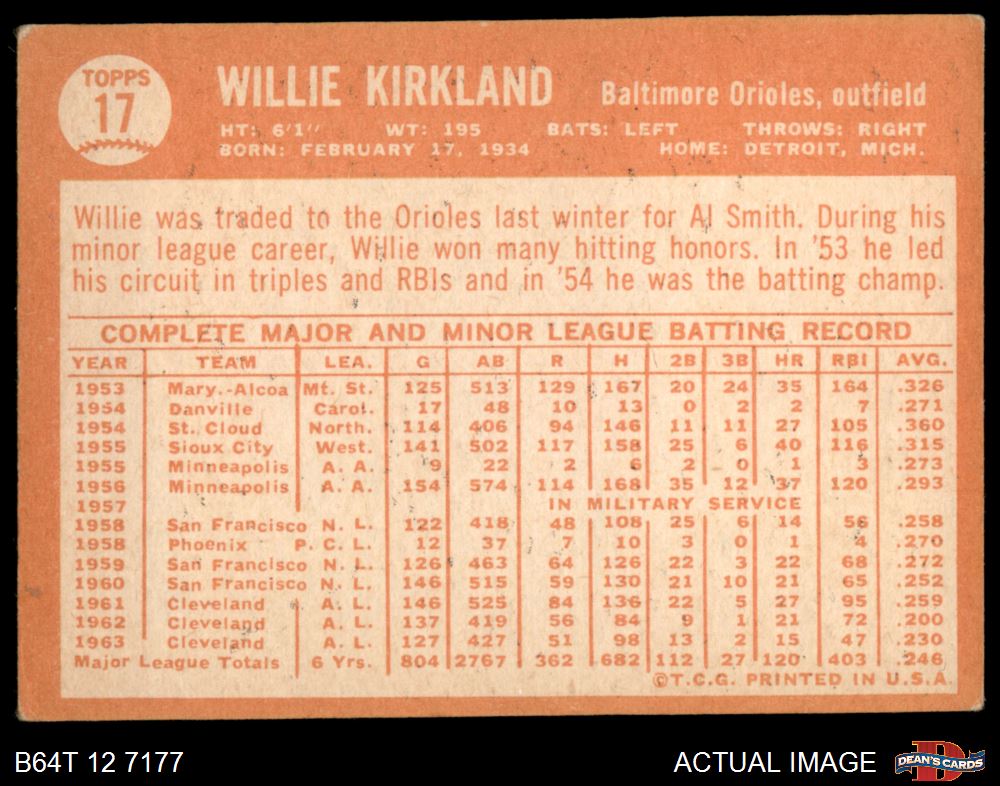 TOPPS
17
WILLIE KIRKLAND
Baltimore Orioles, outfield
HT: 6'1" WT: 195 BATS: LEFT THROWS: RIGHT
BORN: FEBRUARY 17, 1934 HOME: DETROIT, MICH.
Willie was traded to the Orioles last winter for Al Smith. During his
minor league career, Willie won many hitting honors. In '53 he led
his circuit in triples and RBIs and in '54 he was the batting champ.
COMPLETE MAJOR AND MINOR LEAGUE BATTING RECORD
YEAR TEAM LEA. G AB R H 2B 3B HR RBI AVG.
1953 Mary.-Alcoa Mt. St. 125 513 129 167 20 24 35 164 .326
1954 Danville Carol. 17 48 10 13 0 2 2 7 .271
1954 St. Cloud North. 114 406 94 146 11 11 27 105 .360
1955 Sioux City West. 141 502 117 158 25 6 40 116 .315
1955 Minneapolis A. A. 9 22 2 6 2 0 1 3 .273
1956 Minneapolis A. A. 154 574 114 168 35 12 37 120 .293
1957 IN MILITARY SERVICE
1958 San Francisco N. L. 122 418 48 108 25 6 14 56 .258
1958 Phoenix P. C. L. 12 37 7 10 3 0 1 4 .270
1959 San Francisco N. L. 126 463 64 126 22 3 22 68 .272
1960 San Francisco N. L. 146 515 59 130 21 10 21 65 .252
1961 Cleveland A. L. 146 525 84 136 22 5 27 95 .259
1962 Cleveland A. L. 137 419 56 84 9 1 21 72 .200
1963 Cleveland A. L. 127 427 51 98 13 2 15 47 .230
Major League Totals 6 Yrs. 804 2767 362 682 112 27 120 403 .246
©T.C.G. PRINTED IN U.S.A.
B64T 12 7177
ACTUAL IMAGE
D
DEAN'S CARDS